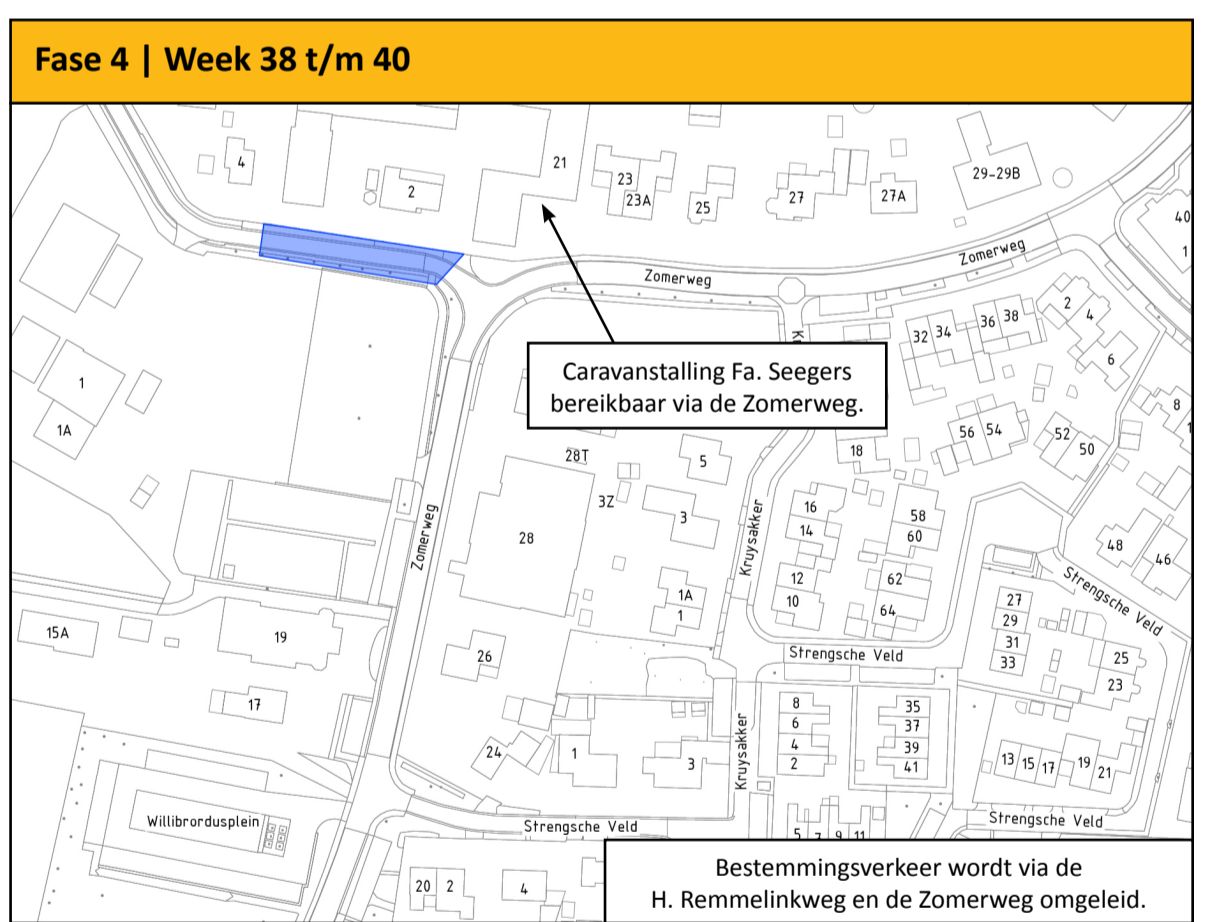 Fase 4 | Week 38 t/m 40
4
2
21
23
23A
25
27
27A
29-29B
40
1
Zomerweg
Zomerweg
Caravanstalling Fa. Seegers
bereikbaar via de Zomerweg.
32
34
36
38
2
4
6
8
1
1A
28T
3Z
5
3
28
18
16
14
12
10
56
54
52
50
58
60
62
64
48
46
Zomerweg
Kruysakker
1A
1
15A
19
17
26
24
1
3
Strengsche Veld
Strengsche Veld
27
29
31
33
25
23
8
6
4
2
35
37
39
41
13
15
17
19
21
Kruysakker
Willibrordusplein
Strengsche Veld
Strengsche Veld
20
2
4
5
9
11
Bestemmingsverkeer wordt via de
H. Remmelinkweg en de Zomerweg omgeleid.